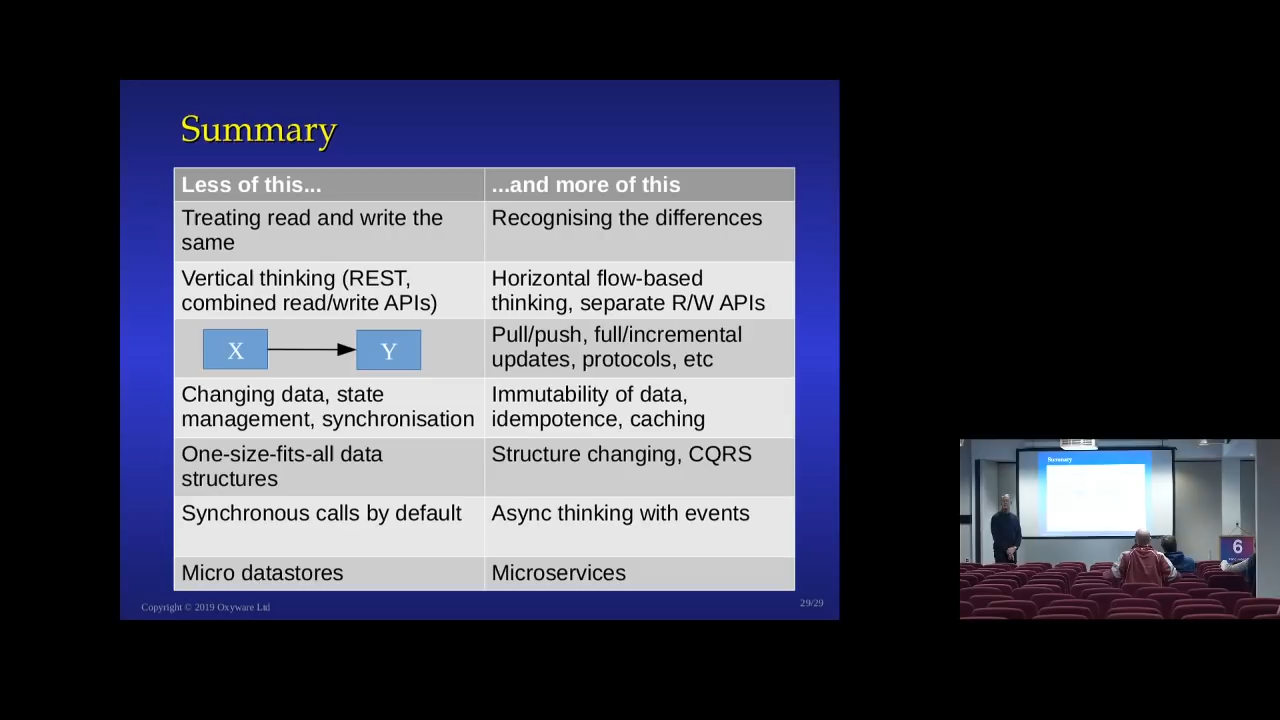 Summary
Less of this...
...and more of this
Treating read and write the
same
Recognising the differences
Vertical thinking (REST,
combined read/write APIs)
Horizontal flow-based
thinking, separate R/W APIs
X
Y
Pull/push, full/incremental
updates, protocols, etc
Changing data, state
management, synchronisation
Immutability of data,
idempotence, caching
One-size-fits-all data
structures
Structure changing, CQRS
Synchronous calls by default
Async thinking with events
Micro datastores
Microservices
Copyright © 2019 Oxyware Ltd
29/29
Summary
6